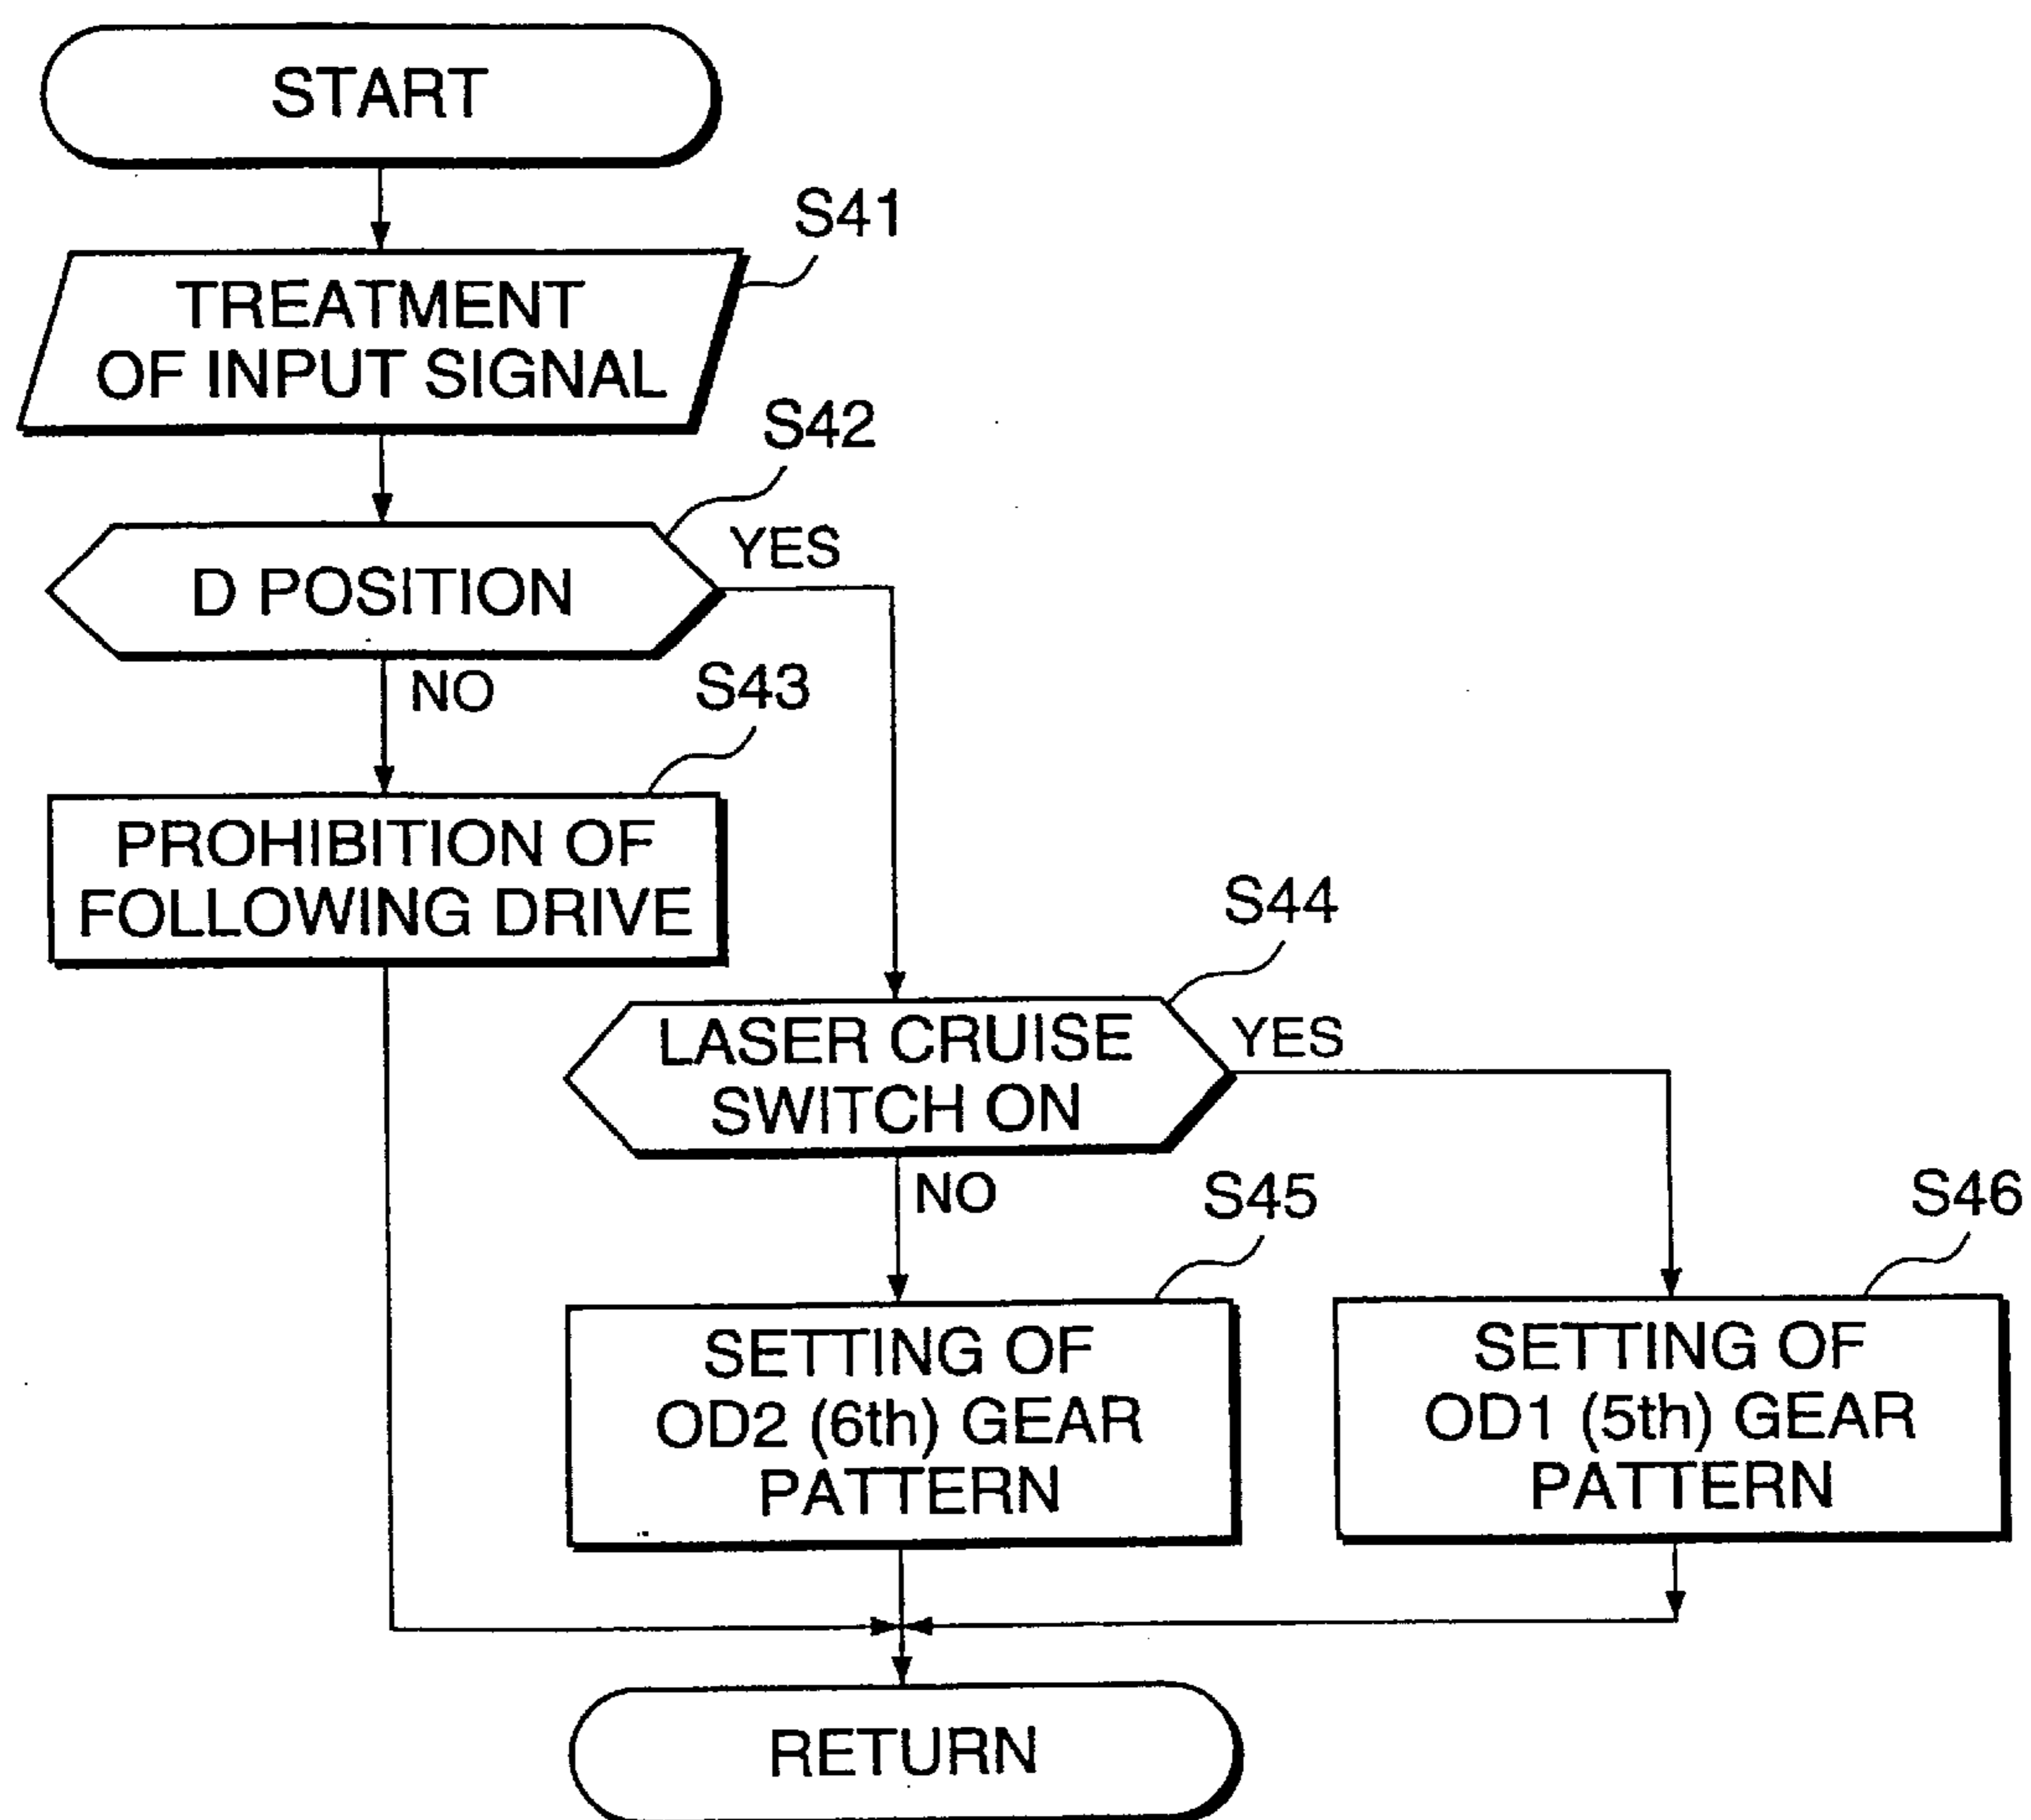 START
S41
TREATMENT
OF INPUT SIGNAL
S42
D POSITION
YES
NO
S43
PROHIBITION OF
FOLLOWING DRIVE
S44
LASER CRUISE
SWITCH ON
YES
NO
S45
SETTING OF
OD2 (6th) GEAR
PATTERN
S46
SETTING OF
OD1 (5th) GEAR
PATTERN
RETURN